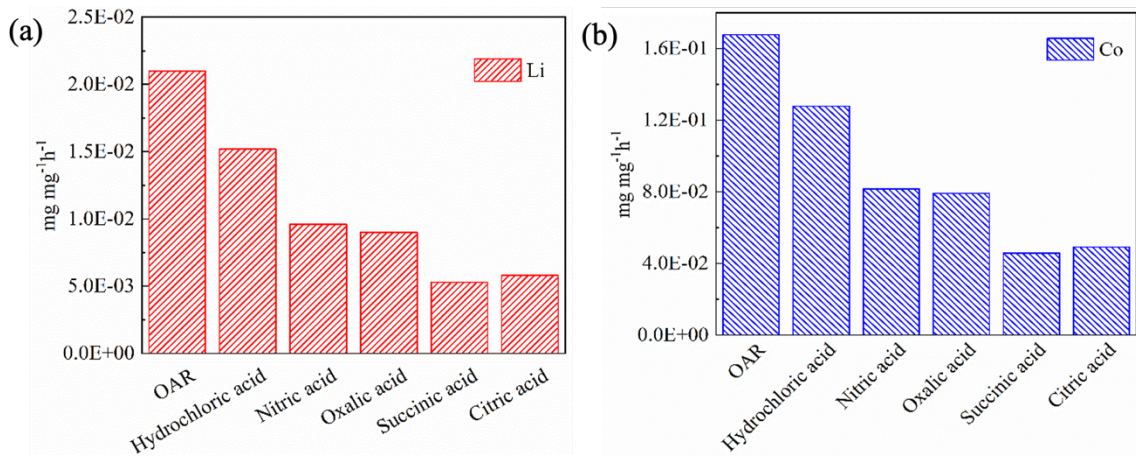 (a)
2.5E-02
2.0E-02
1.5E-02
1.0E-02
5.0E-03
0.0E+00
mg mg⁻¹h⁻¹
Li
OAR
Hydrochloric acid
Nitric acid
Oxalic acid
Succinic acid
Citric acid
(b)
1.6E-01
1.2E-01
8.0E-02
4.0E-02
0.0E+00
mg mg⁻¹h⁻¹
Co
OAR
Hydrochloric acid
Nitric acid
Oxalic acid
Succinic acid
Citric acid